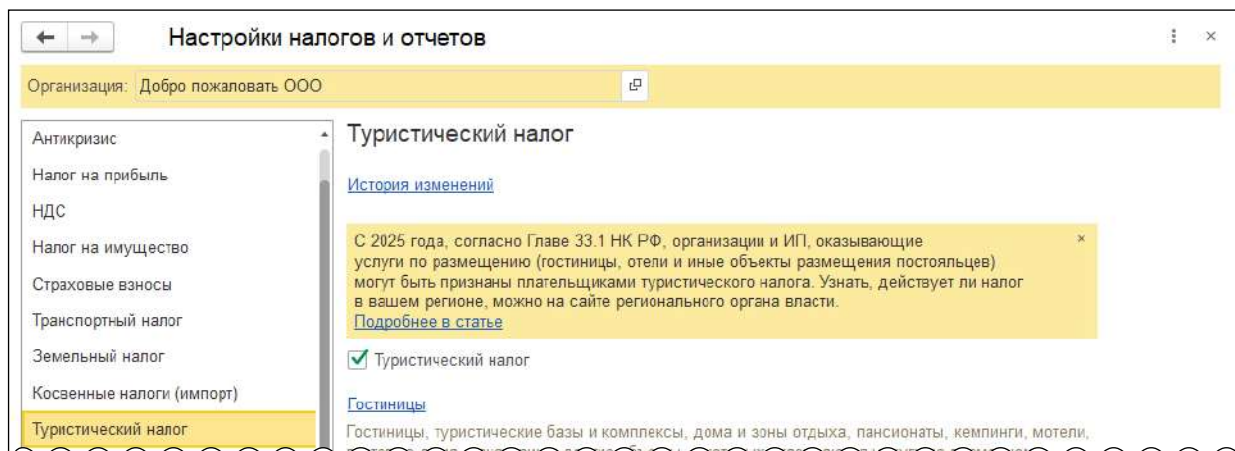 Настройки налогов и отчетов
Организация: Добро пожаловать ООО
Антикризис
Налог на прибыль
НДС
Налог на имущество
Страховые взносы
Транспортный налог
Земельный налог
Косвенные налоги (импорт)
Туристический налог
Туристический налог
История изменений
С 2025 года, согласно Главе 33.1 НК РФ, организации и ИП, оказывающие
услуги по размещению (гостиницы, отели и иные объекты размещения постояльцев)
могут быть признаны плательщиками туристического налога. Узнать, действует ли налог
в вашем регионе, можно на сайте регионального органа власти.
Подробнее в статье
Туристический налог
Гостиницы
Гостиницы, туристические базы и комплексы, дома и зоны отдыха, пансионаты, кемпинги, мотели,